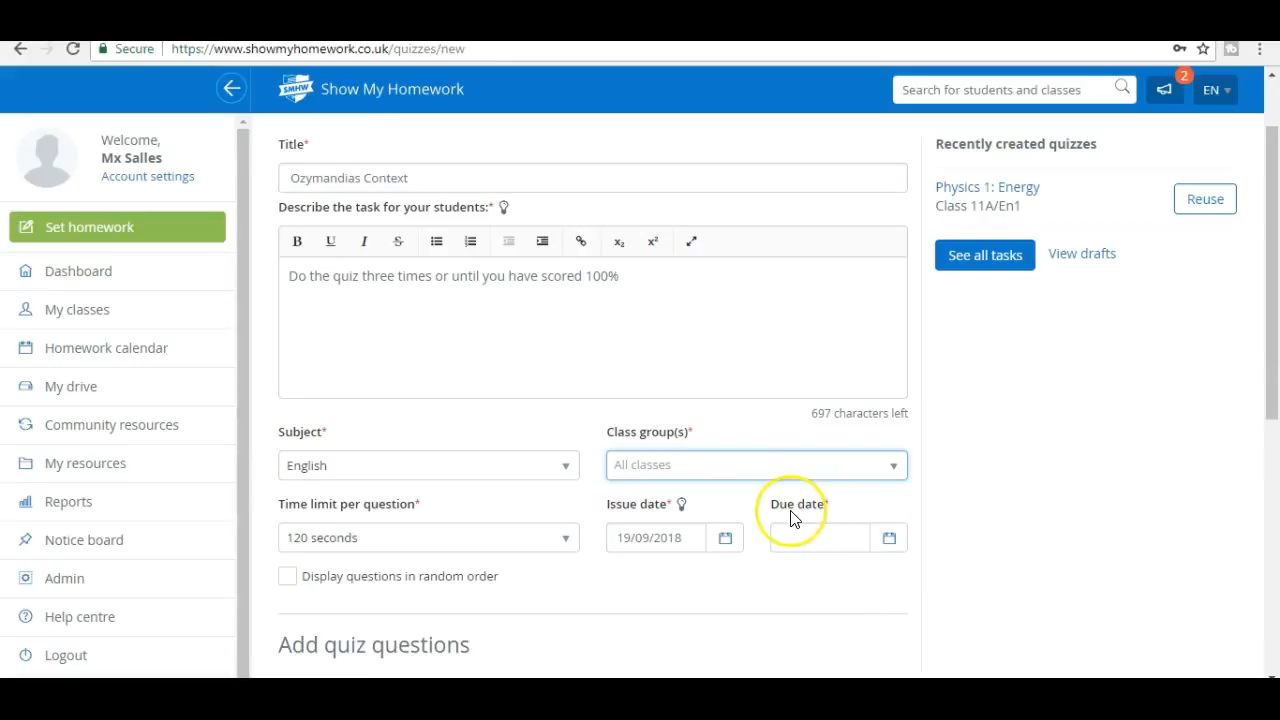 Secure https://www.showmyhomework.co.uk/quizzes/new
SMHW Show My Homework
Search for students and classes
2
EN
Welcome,
Mx Salles
Account settings
Set homework
Dashboard
My classes
Homework calendar
My drive
Community resources
My resources
Reports
Notice board
Admin
Help centre
Logout
Title*
Ozymandias Context
Describe the task for your students:*
B U I S x₂ x²
Do the quiz three times or until you have scored 100%
697 characters left
Subject* Class group(s)*
English All classes
Time limit per question* Issue date* Due date*
120 seconds 19/09/2018
Display questions in random order
Add quiz questions
Recently created quizzes
Physics 1: Energy
Class 11A/En1
Reuse
See all tasks View drafts